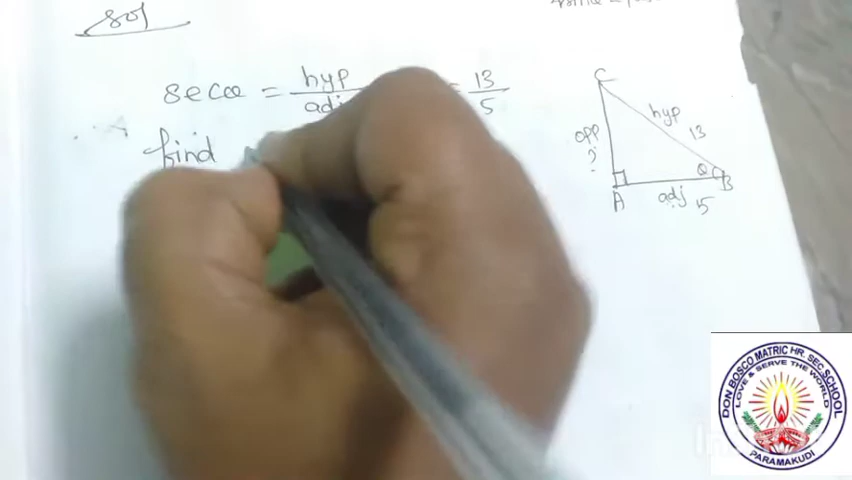 Sol
secθ = hyp/adj = 13/5
find
C
hyp
13
opp
?
θ
B
A
adj
5
DON BOSCO MATRIC HR. SEC SCHOOL
LOVE & SERVE THE WORLD
PARAMAKUDI